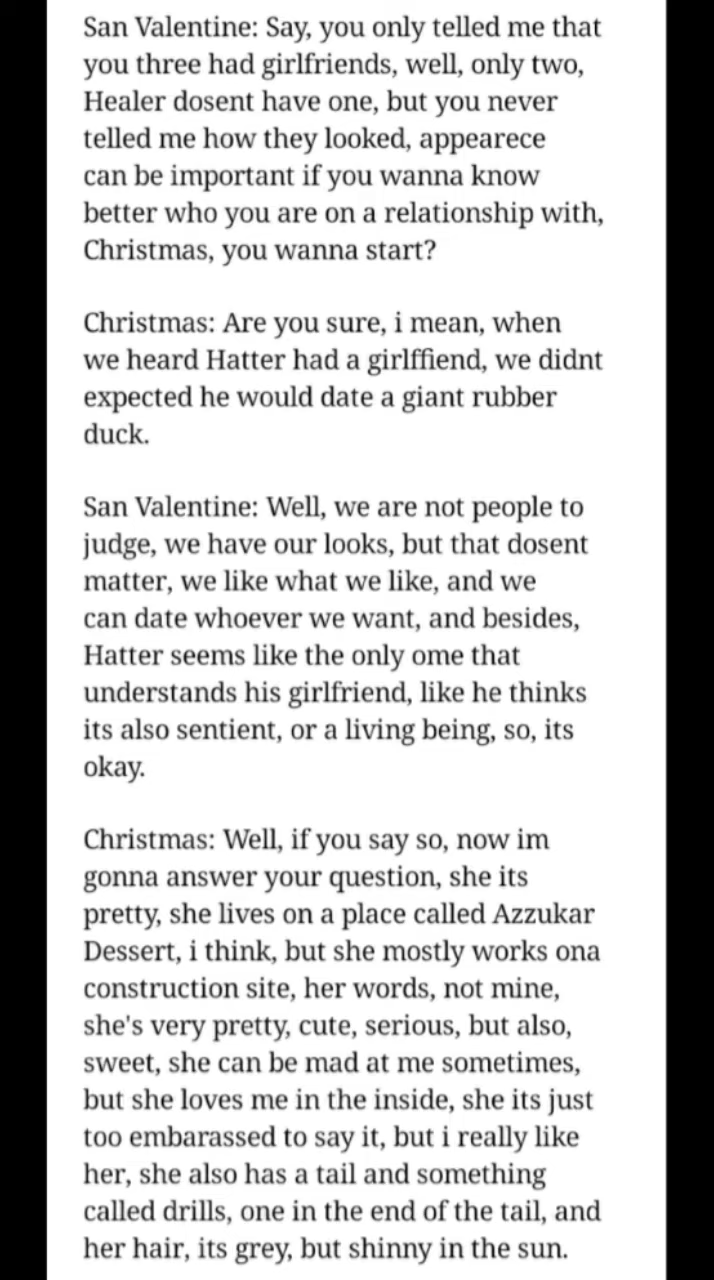 San Valentine: Say, you only telled me that
you three had girlfriends, well, only two,
Healer dosent have one, but you never
telled me how they looked, appearece
can be important if you wanna know
better who you are on a relationship with,
Christmas, you wanna start?
Christmas: Are you sure, i mean, when
we heard Hatter had a girlffiend, we didnt
expected he would date a giant rubber
duck.
San Valentine: Well, we are not people to
judge, we have our looks, but that dosent
matter, we like what we like, and we
can date whoever we want, and besides,
Hatter seems like the only ome that
understands his girlfriend, like he thinks
its also sentient, or a living being, so, its
okay.
Christmas: Well, if you say so, now im
gonna answer your question, she its
pretty, she lives on a place called Azzukar
Dessert, i think, but she mostly works ona
construction site, her words, not mine,
she's very pretty, cute, serious, but also,
sweet, she can be mad at me sometimes,
but she loves me in the inside, she its just
too embarassed to say it, but i really like
her, she also has a tail and something
called drills, one in the end of the tail, and
her hair, its grey, but shinny in the sun.